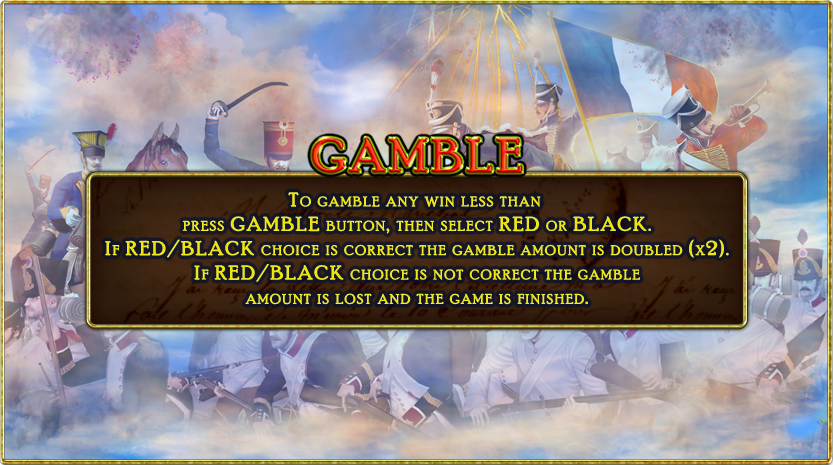 GAMBLE
To gamble any win less than
press GAMBLE button, then select RED or BLACK.
If RED/BLACK choice is correct the gamble amount is doubled (x2).
If RED/BLACK choice is not correct the gamble
amount is lost and the game is finished.